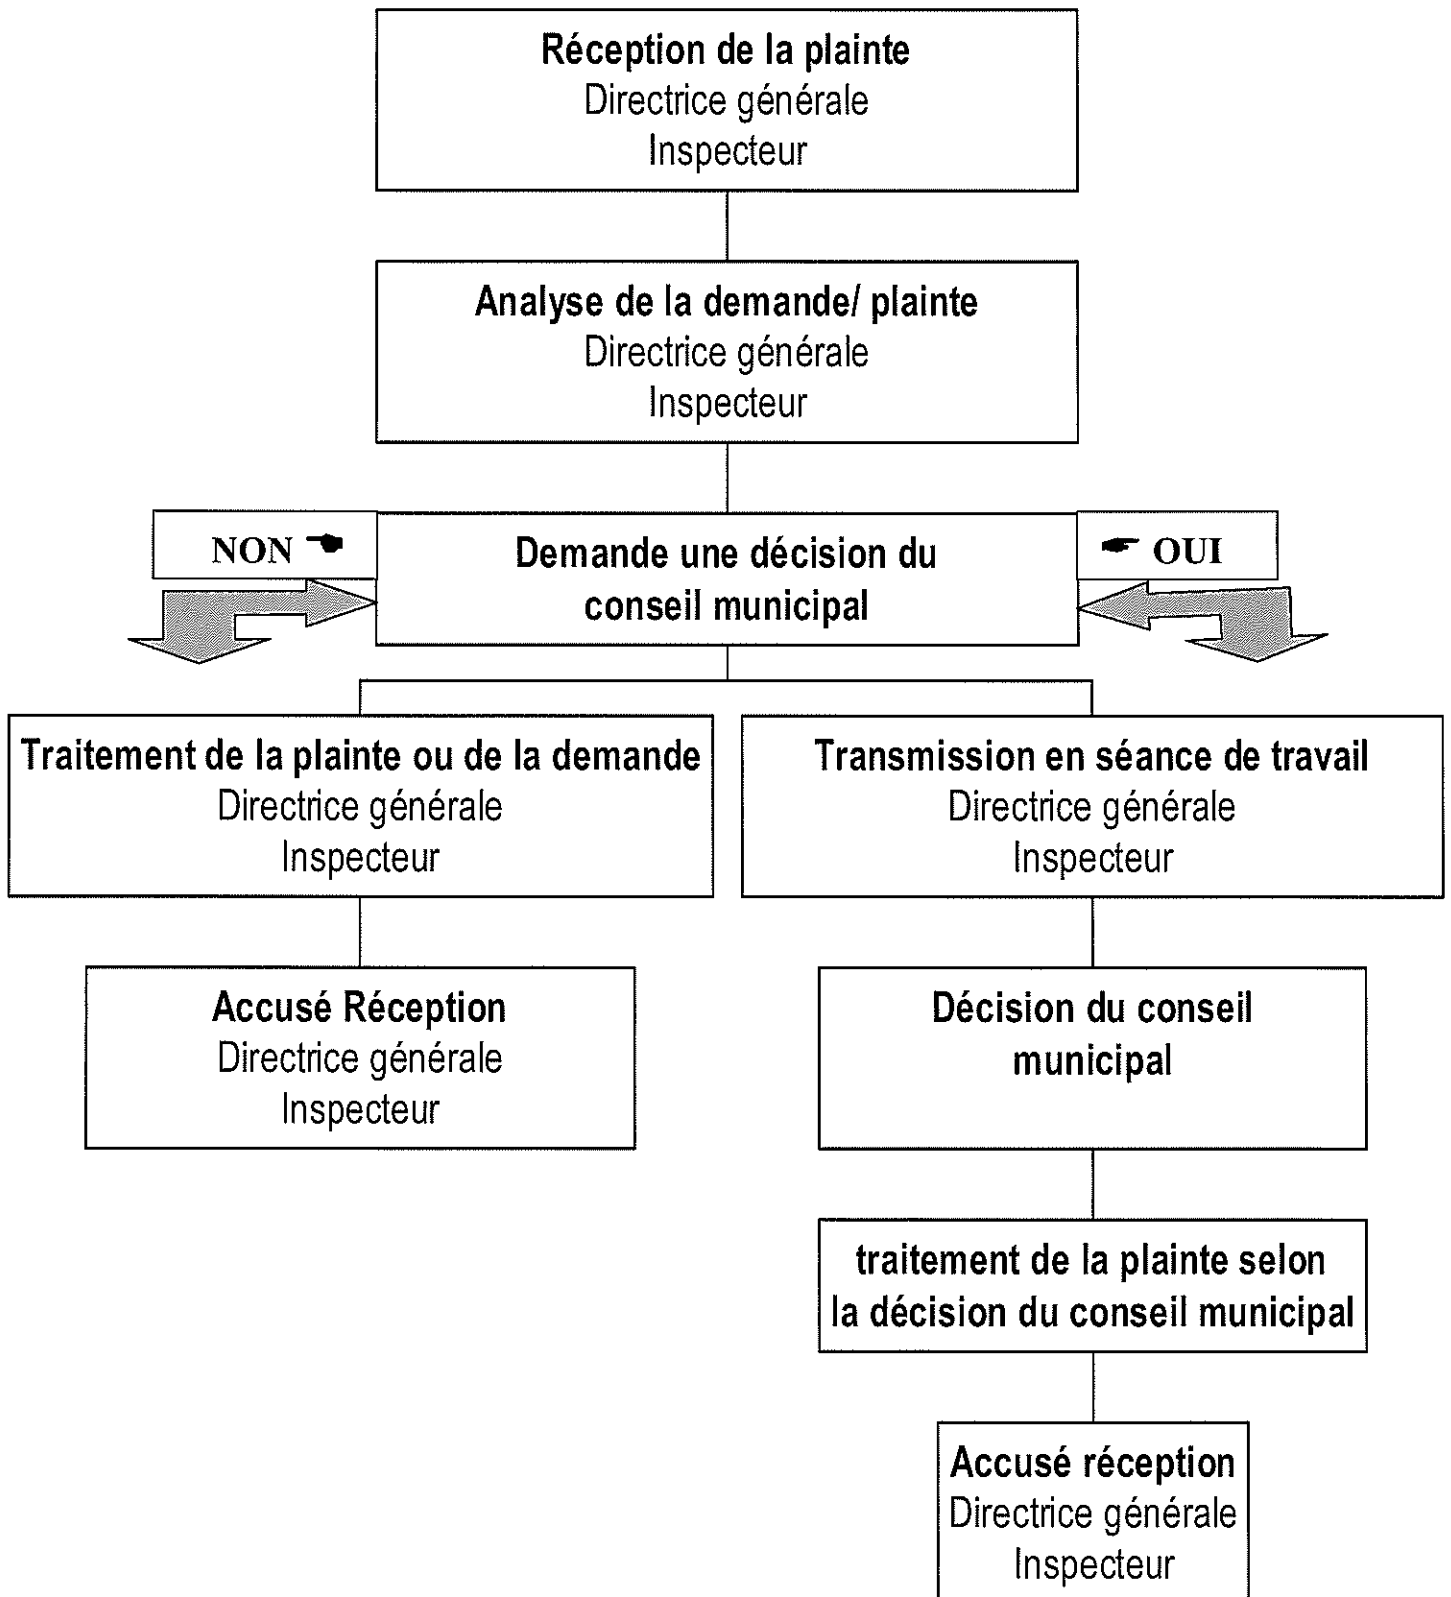 Réception de la plainte
Directrice générale
Inspecteur
Analyse de la demande/ plainte
Directrice générale
Inspecteur
NON
Demande une décision du
conseil municipal
OUI
Traitement de la plainte ou de la demande
Directrice générale
Inspecteur
Transmission en séance de travail
Directrice générale
Inspecteur
Accusé Réception
Directrice générale
Inspecteur
Décision du conseil
municipal
traitement de la plainte selon
la décision du conseil municipal
Accusé réception
Directrice générale
Inspecteur